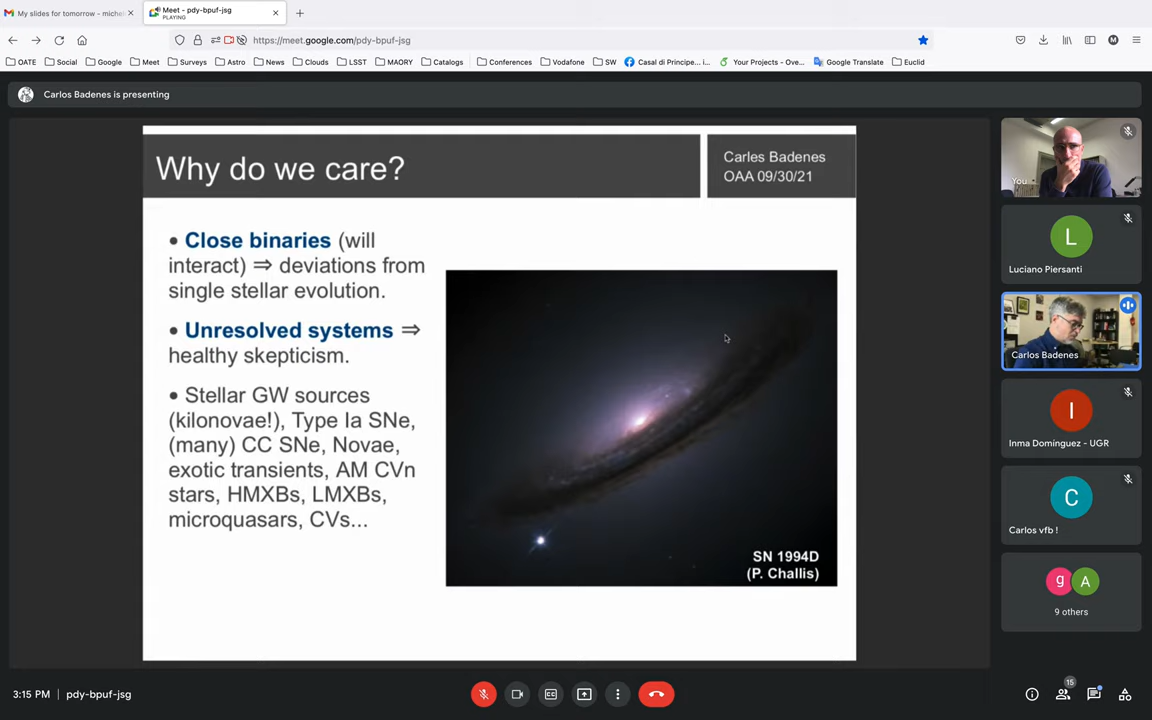 My slides for tomorrow - miche
Meet - pdy-bpuf-jsg
PLAYING
https://meet.google.com/pdy-bpuf-jsg
OATE
Social
Google
Meet
Surveys
Astro
News
Clouds
LSST
MAORY
Catalogs
Conferences
Vodafone
SW
Casal di Principe... i...
Your Projects - Ove...
Google Translate
Euclid
Carlos Badenes is presenting
Why do we care?
Carles Badenes
OAA 09/30/21
• Close binaries (will
interact) ⇒ deviations from
single stellar evolution.
• Unresolved systems ⇒
healthy skepticism.
• Stellar GW sources
(kilonovae!), Type Ia SNe,
(many) CC SNe, Novae,
exotic transients, AM CVn
stars, HMXBs, LMXBs,
microquasars, CVs...
SN 1994D
(P. Challis)
You
L
Luciano Piersanti
Carlos Badenes
I
Inma Domínguez - UGR
C
Carlos vfb !
g A
9 others
3:15 PM | pdy-bpuf-jsg
CC
15
M